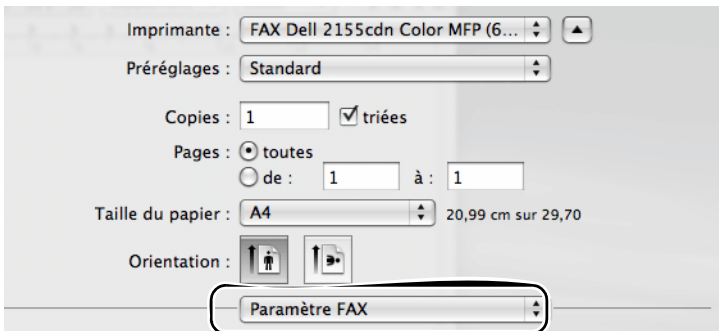 Imprimante : FAX Dell 2155cdn Color MFP (6...
Préréglages : Standard
Copies : 1 triées
Pages : toutes
de : 1 à : 1
Taille du papier : A4 20,99 cm sur 29,70
Orientation :
Paramètre FAX